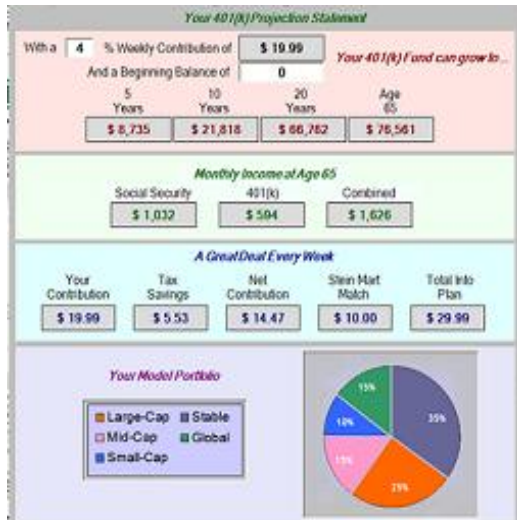 Your 401(k) Projection Statement
With a 4 % Weekly Contribution of $ 19.99
Your 401(k) Fund can grow to ...
And a Beginning Balance of 0
5 Years 10 Years 20 Years Age 65
$ 8,735 $ 21,818 $ 66,762 $ 76,561
Monthly Income at Age 65
Social Security 401(k) Combined
$ 1,032 $ 594 $ 1,626
A Great Deal Every Week
Your Contribution Tax Savings Net Contribution Stein Mart Match Total Into Plan
$ 19.99 $ 5.53 $ 14.47 $ 10.00 $ 29.99
Your Model Portfolio
Large-Cap Stable
Mid-Cap Global
Small-Cap
15%
10%
35%
15%
25%